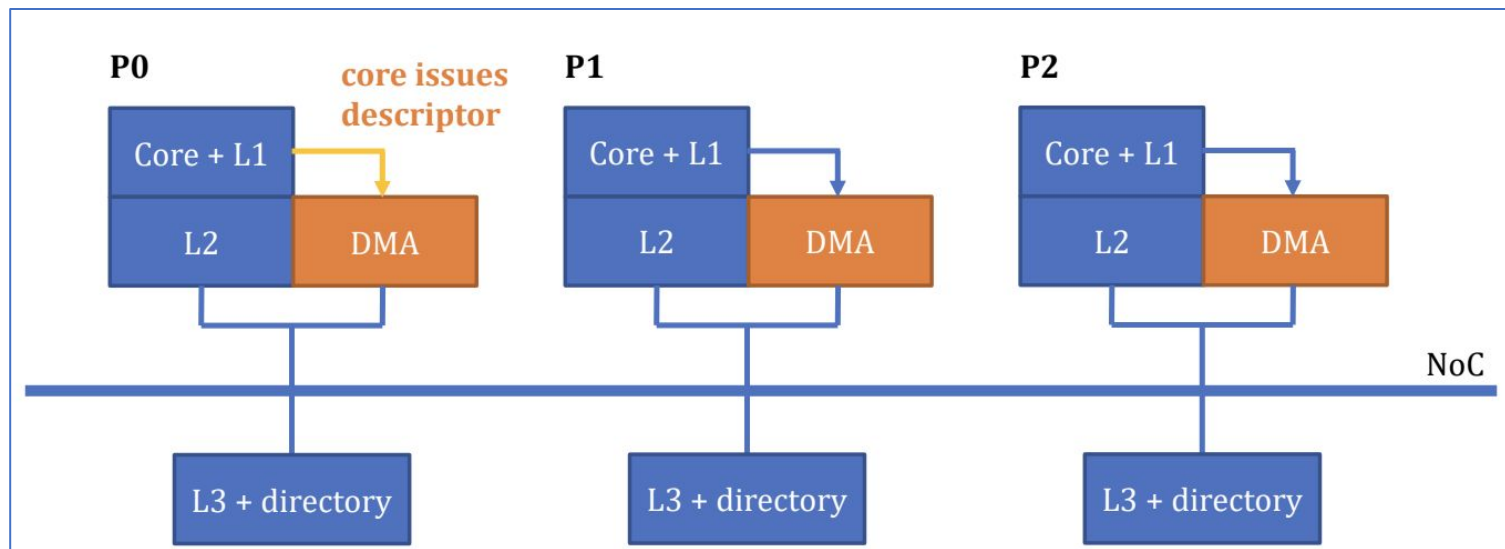 P0
core issues
descriptor
P1
P2
Core + L1
Core + L1
Core + L1
L2
DMA
L2
DMA
L2
DMA
NoC
L3 + directory
L3 + directory
L3 + directory